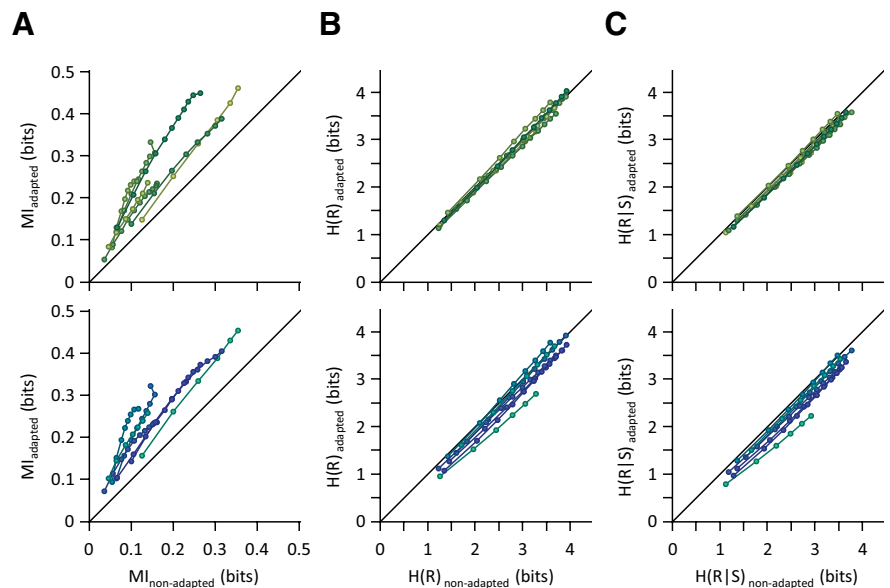 A B C
MI adapted (bits)
0.5
0.4
0.3
0.2
0.1
0
H(R) adapted (bits)
4
3
2
1
0
H(R|S) adapted (bits)
4
3
2
1
0
MI adapted (bits)
0.5
0.4
0.3
0.2
0.1
0
0 0.1 0.2 0.3 0.4 0.5
MI non-adapted (bits)
H(R) adapted (bits)
4
3
2
1
0
0 1 2 3 4
H(R) non-adapted (bits)
H(R|S) adapted (bits)
4
3
2
1
0
0 1 2 3 4
H(R|S) non-adapted (bits)